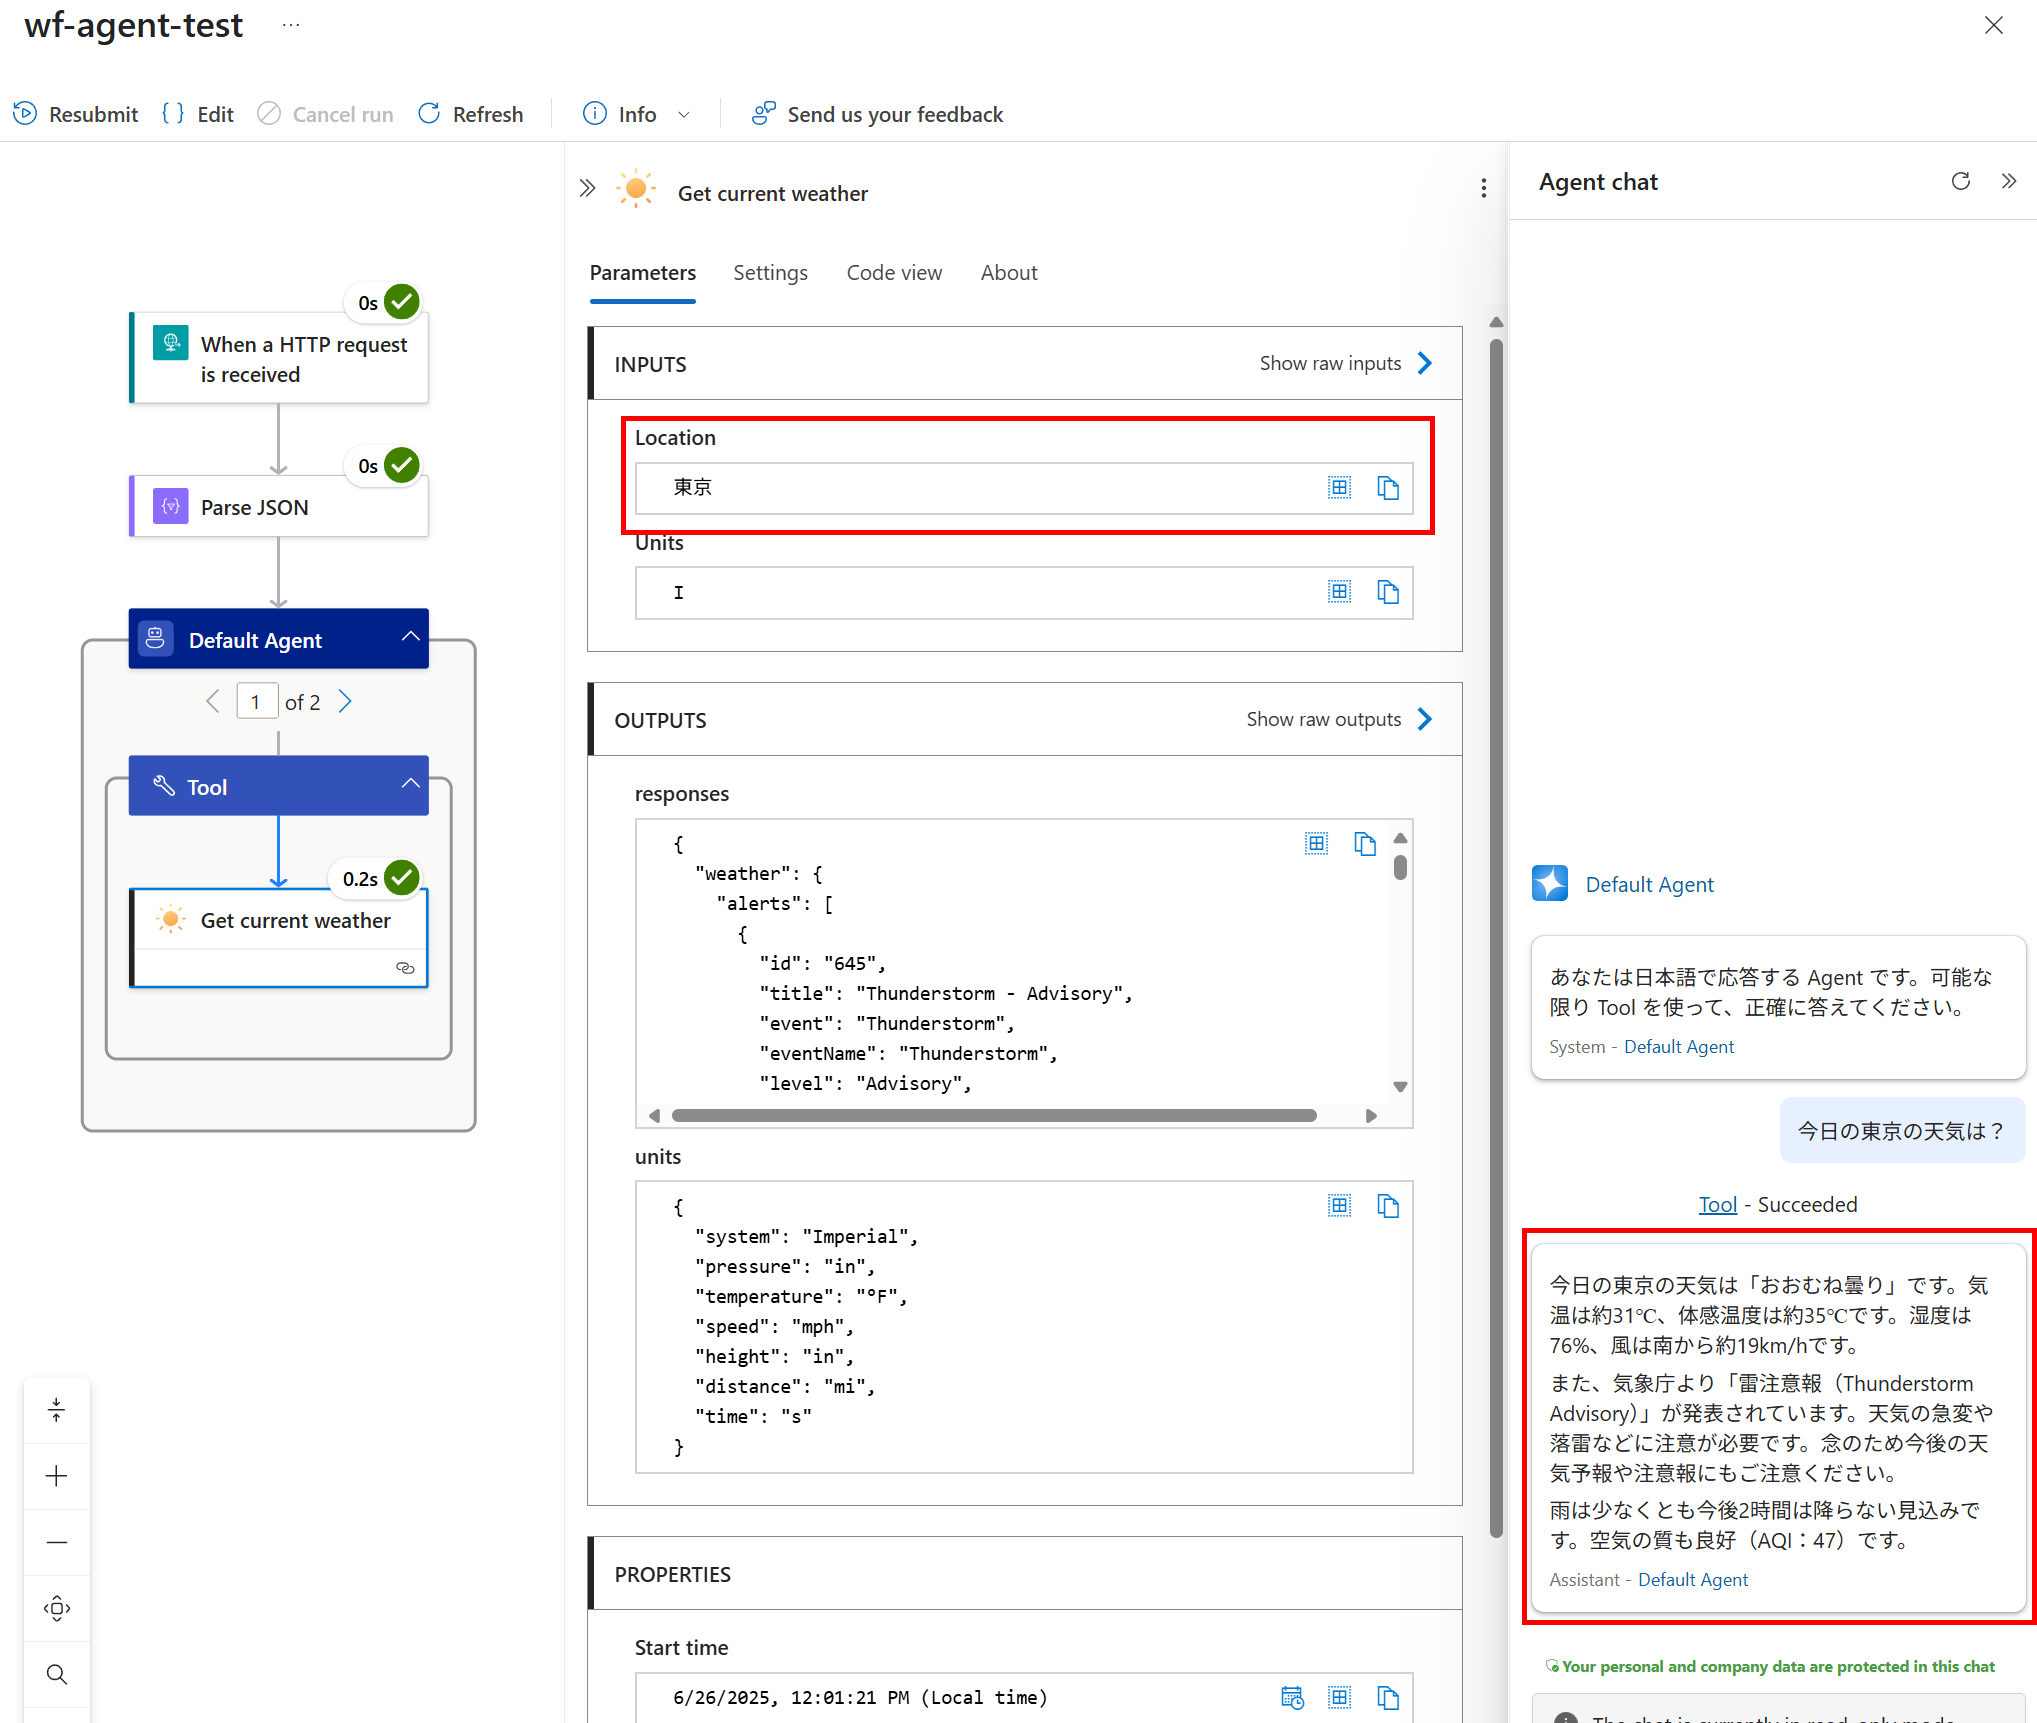 wf-agent-test ...
Resubmit { } Edit Cancel run Refresh Info Send us your feedback
0s
When a HTTP request
is received
0s
Parse JSON
Default Agent
1 of 2
Tool
0.2s
Get current weather
Get current weather
Parameters Settings Code view About
INPUTS Show raw inputs
Location
東京
Units
I
OUTPUTS Show raw outputs
responses
{
"weather": {
"alerts": [
{
"id": "645",
"title": "Thunderstorm - Advisory",
"event": "Thunderstorm",
"eventName": "Thunderstorm",
"level": "Advisory",
units
{
"system": "Imperial",
"pressure": "in",
"temperature": "°F",
"speed": "mph",
"height": "in",
"distance": "mi",
"time": "s"
}
PROPERTIES
Start time
6/26/2025, 12:01:21 PM (Local time)
Agent chat
Default Agent
あなたは日本語で応答する Agent です。可能な
限り Tool を使って、正確に答えてください。
System - Default Agent
今日の東京の天気は？
Tool - Succeeded
今日の東京の天気は「おおむね曇り」です。気
温は約31℃、体感温度は約35℃です。湿度は
76%、風は南から約19km/hです。
また、気象庁より「雷注意報（Thunderstorm
Advisory）」が発表されています。天気の急変や
落雷などに注意が必要です。念のため今後の天
気予報や注意報にもご注意ください。
雨は少なくとも今後2時間は降らない見込みで
す。空気の質も良好（AQI：47）です。
Assistant - Default Agent
Your personal and company data are protected in this chat
The chat is currently in read-only mode